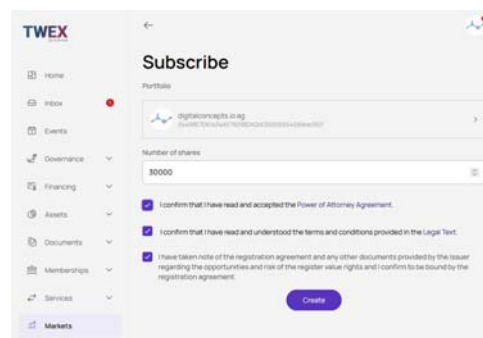 TWEX
Home
Inbox
Events
Governance
Financing
Assets
Documents
Memberships
Services
Markets
Subscribe
Portfolio
digitalconcepts.io eg
Number of shares
30000
I confirm that I have read and accepted the Power of Attorney Agreement.
I confirm that I have read and understood the terms and conditions provided in the Legal Text.
I have taken note of the registration agreement and any other documents provided by the issuer
regarding the opportunities and risk of the register value rights and I confirm to be bound by the
registration agreement.
Create